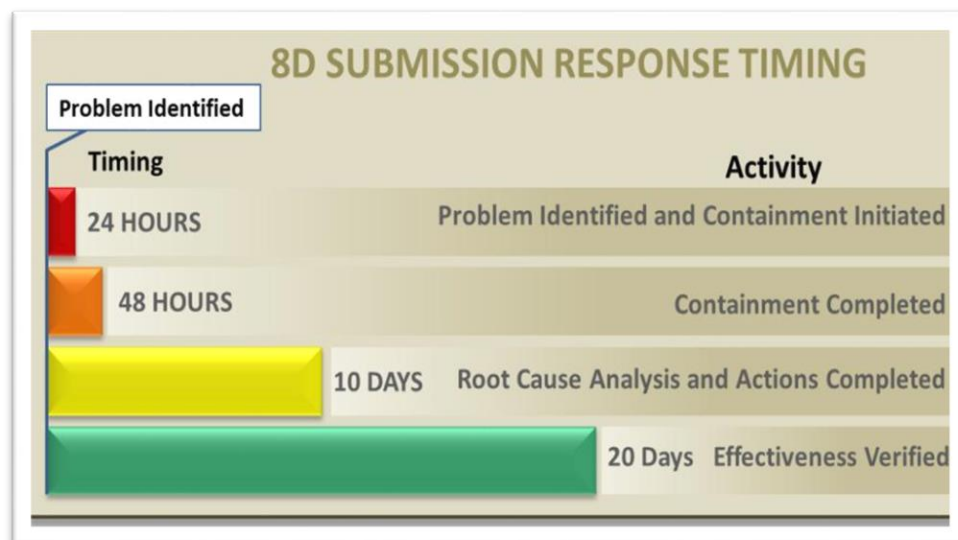 8D SUBMISSION RESPONSE TIMING
Problem Identified
Timing
Activity
24 HOURS
Problem Identified and Containment Initiated
48 HOURS
Containment Completed
10 DAYS
Root Cause Analysis and Actions Completed
20 Days
Effectiveness Verified